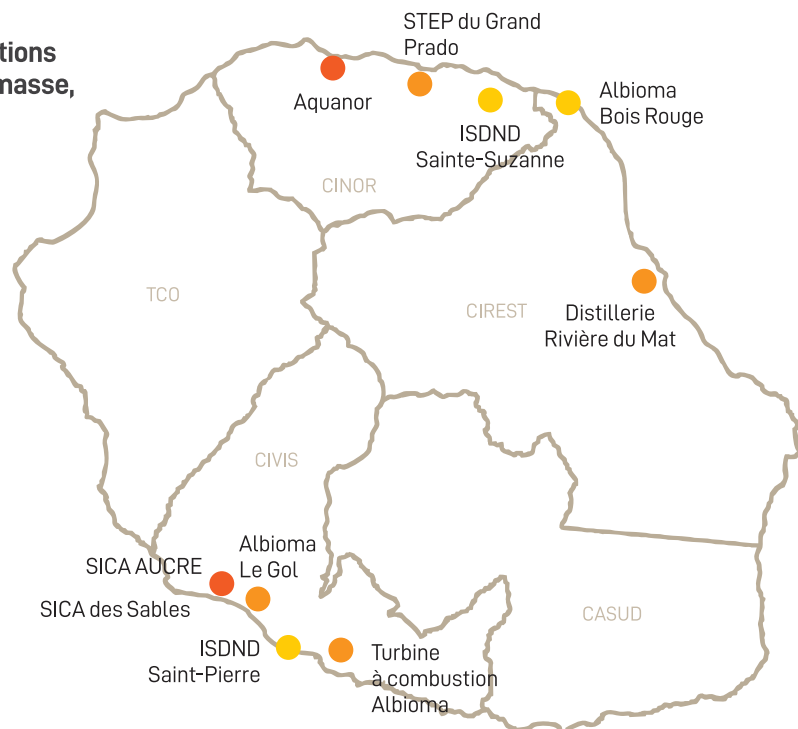 tions
masse,
STEP du Grand
Prado
Aquanor
Albioma
Bois Rouge
ISDND
Sainte-Suzanne
CINOR
TCO
CIREST
Distillerie
Rivière du Mat
CIVIS
Albioma
Le Gol
SICA AUCRE
SICA des Sables
CASUD
ISDND
Saint-Pierre
Turbine
à combustion
Albioma